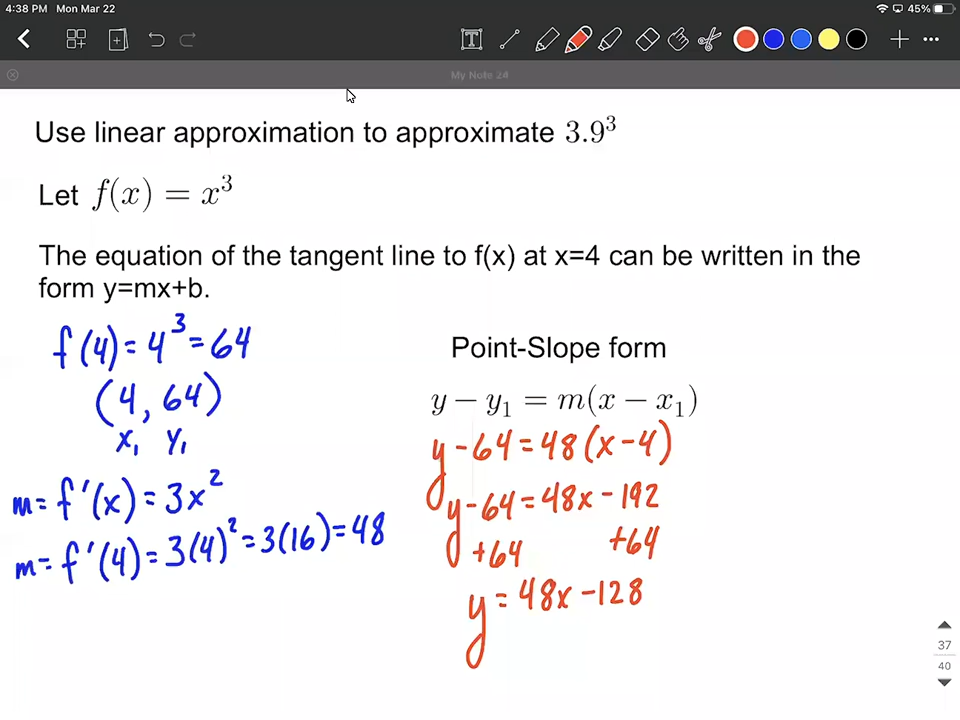 4:38 PM Mon Mar 22
45%
My Note 24
Use linear approximation to approximate 3.9³
Let f(x) = x³
The equation of the tangent line to f(x) at x=4 can be written in the
form y=mx+b.
f(4)=4³=64
(4, 64)
x₁ y₁
m=f'(x)=3x²
m=f'(4)=3(4)²=3(16)=48
Point-Slope form
y − y₁ = m(x − x₁)
y-64=48(x-4)
y-64=48x-192
+64 +64
y=48x-128
37
40